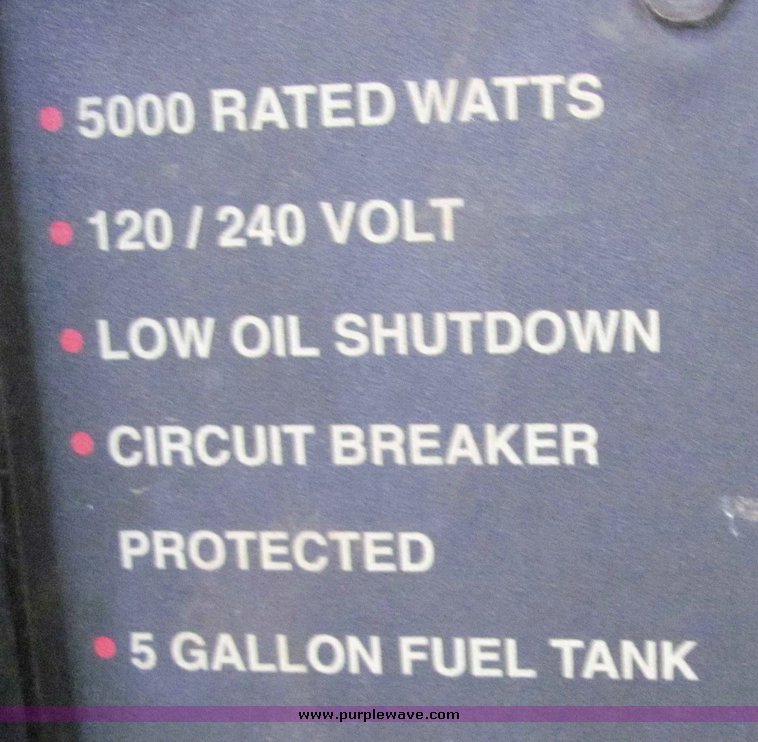 • 5000 RATED WATTS
• 120 / 240 VOLT
• LOW OIL SHUTDOWN
• CIRCUIT BREAKER
PROTECTED
• 5 GALLON FUEL TANK
www.purplewave.com